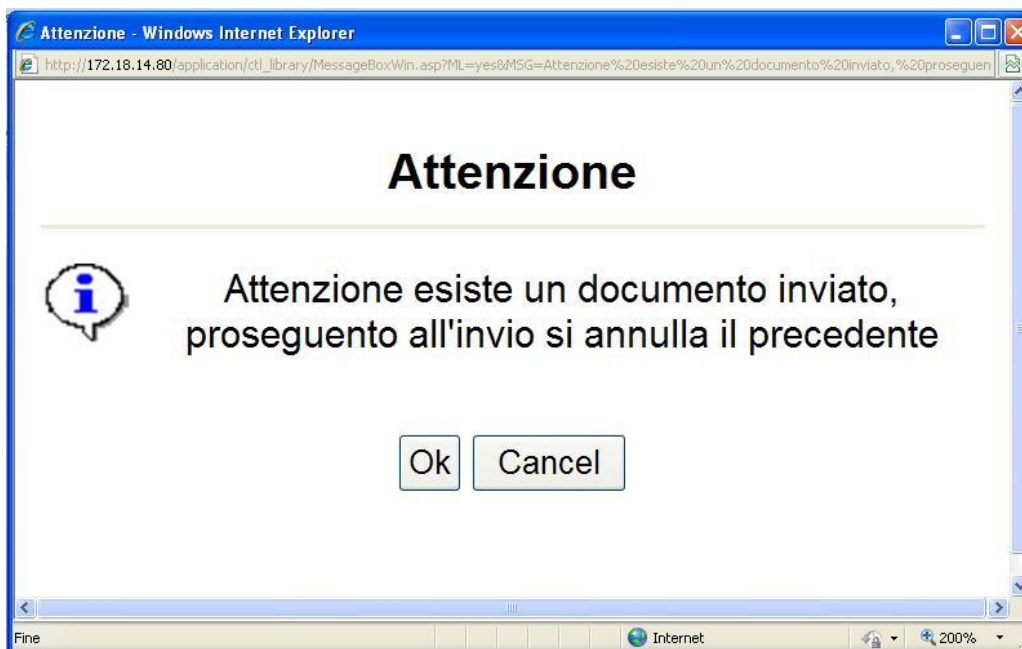 Attenzione - Windows Internet Explorer
http://172.18.14.80/application/ctl_library/MessageBoxWin.asp?ML=yes&MSG=Attenzione%20esiste%20un%20documento%20inviato,%20proseguen
Attenzione
Attenzione esiste un documento inviato,
proseguento all'invio si annulla il precedente
Ok Cancel
Fine Internet 200%